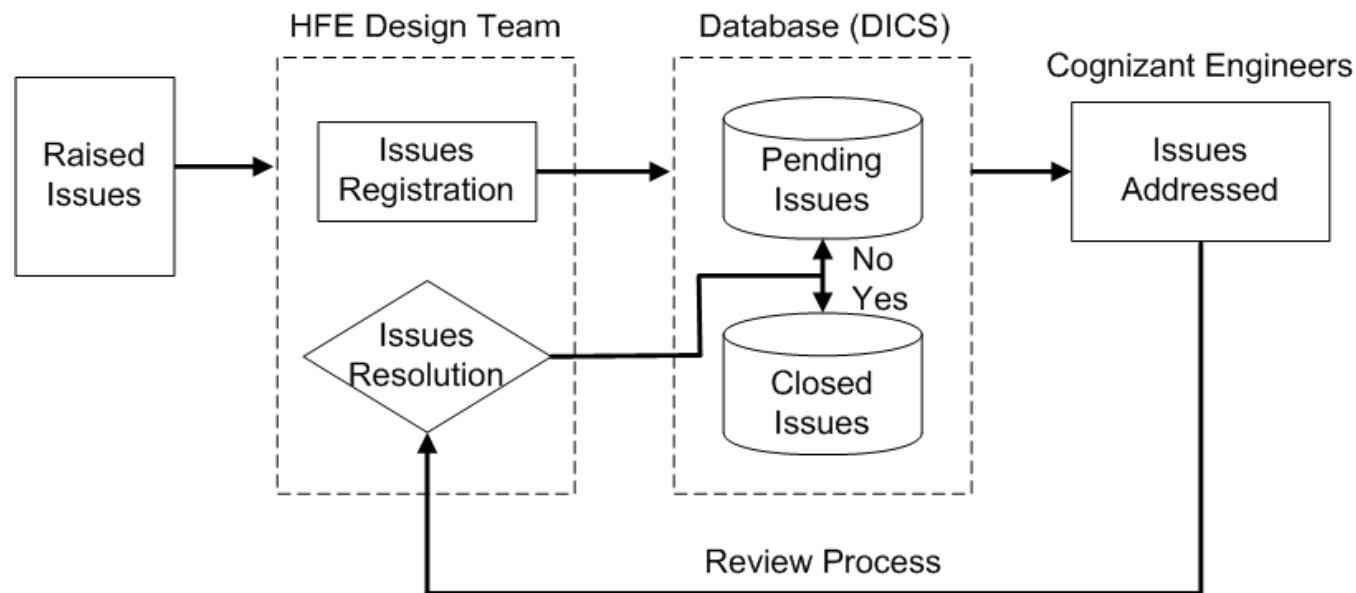 HFE Design Team
Database (DICS)
Cognizant Engineers
Raised
Issues
Issues
Registration
Pending
Issues
Issues
Addressed
No
Yes
Issues
Resolution
Closed
Issues
Review Process